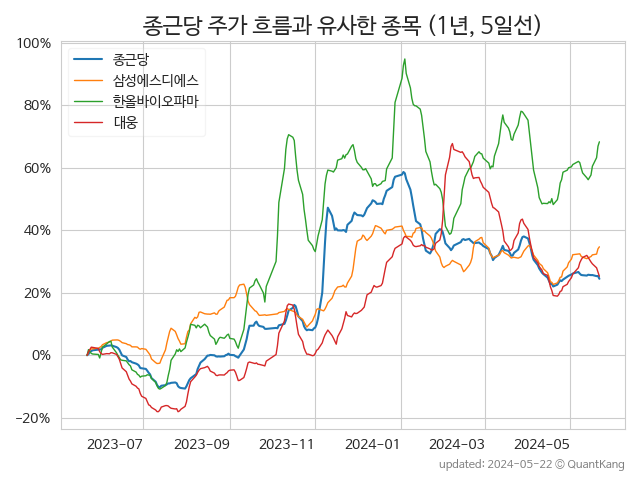 종근당 주가 흐름과 유사한 종목 (1년, 5일선)
100%
80%
60%
40%
20%
0%
−20%
종근당
삼성에스디에스
한올바이오파마
대웅
2023-07 2023-09 2023-11 2024-01 2024-03 2024-05
updated: 2024-05-22 © QuantKang